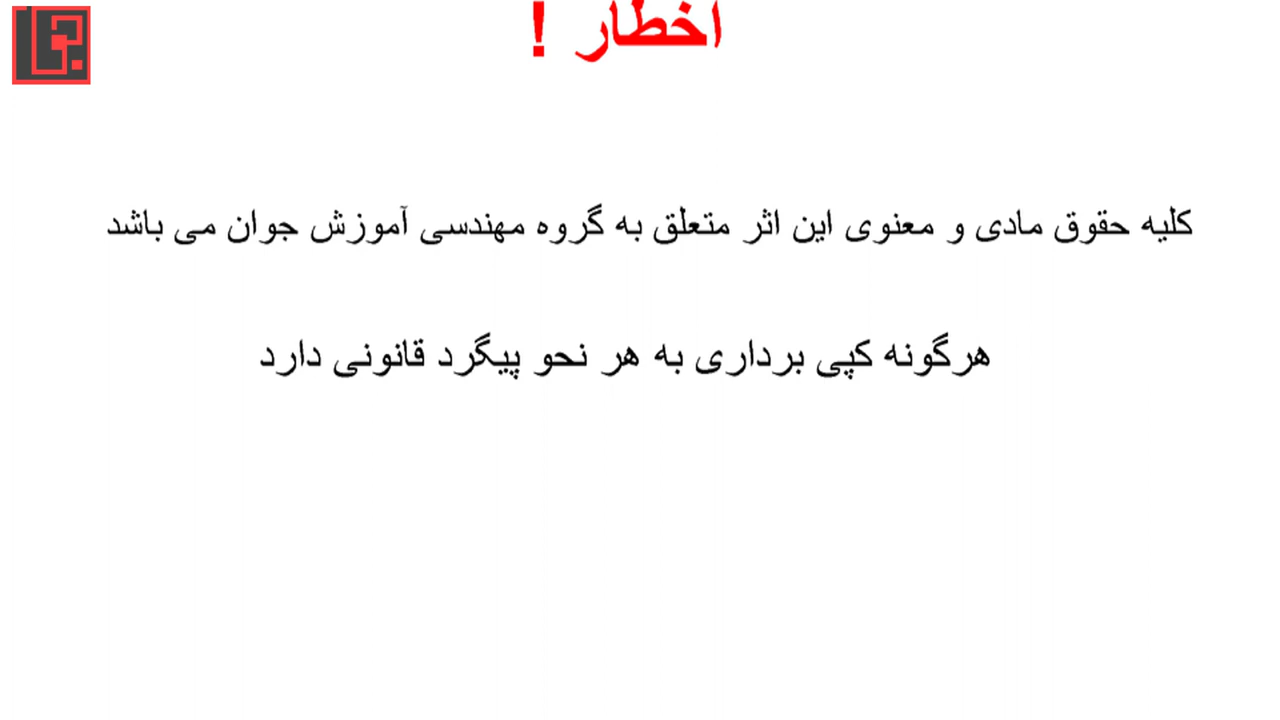 اخطار !
کلیه حقوق مادی و معنوی این اثر متعلق به گروه مهندسی آموزش جوان می باشد
هرگونه کپی برداری به هر نحو پیگرد قانونی دارد